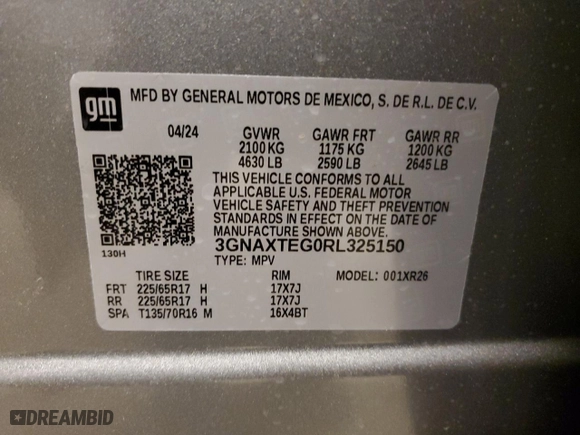 gm
MFD BY GENERAL MOTORS DE MEXICO, S. DE R.L. DE C.V.
04/24 GVWR GAWR FRT GAWR RR
2100 KG 1175 KG 1200 KG
4630 LB 2590 LB 2645 LB
THIS VEHICLE CONFORMS TO ALL
APPLICABLE U.S. FEDERAL MOTOR
VEHICLE SAFETY AND THEFT PREVENTION
STANDARDS IN EFFECT ON THE DATE OF
MANUFACTURE SHOWN ABOVE.
3GNAXTEG0RL325150
130H
TYPE: MPV MODEL: 001XR26
TIRE SIZE RIM
FRT 225/65R17 H 17X7J
RR 225/65R17 H 17X7J
SPA T135/70R16 M 16X4BT
DREAMBID